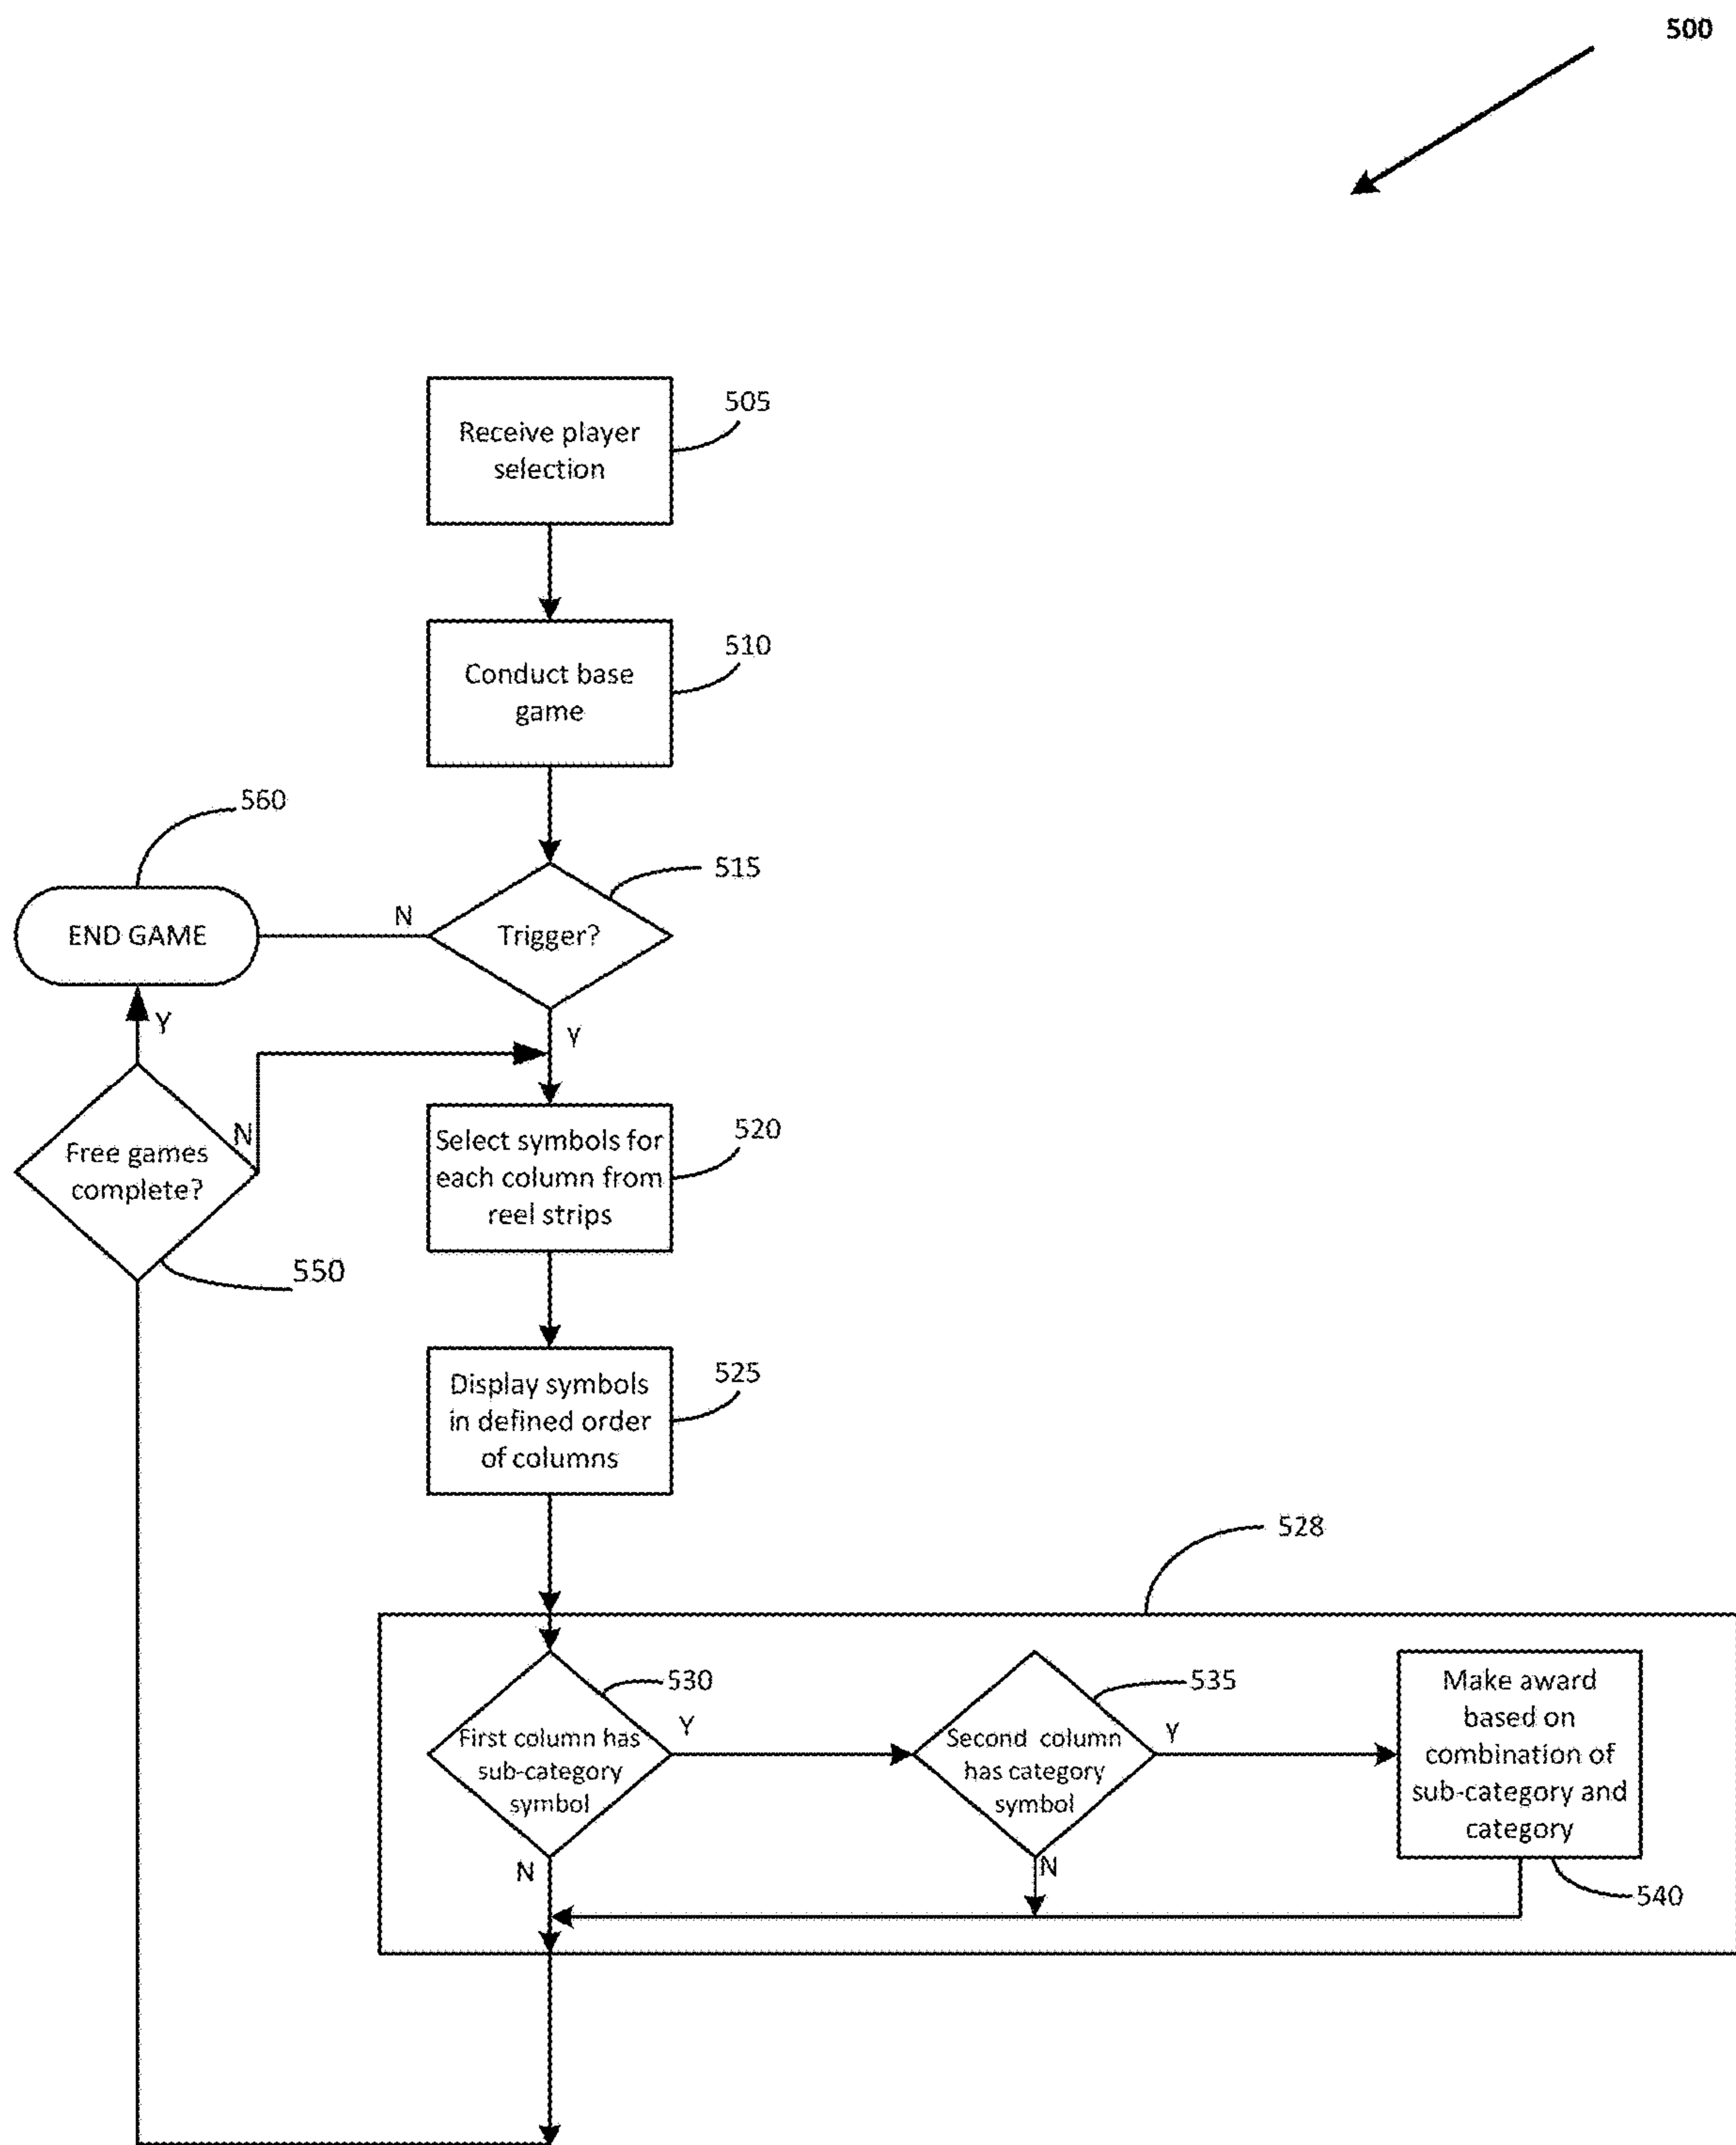 500
Receive player
selection
505
Conduct base
game
510
560
END GAME
N
Trigger?
515
Y
Y
Free games
complete?
N
550
Select symbols for
each column from
reel strips
520
Display symbols
in defined order
of columns
525
528
First column has
sub-category
symbol
530
Y
N
Second column
has category
symbol
535
Y
N
Make award
based on
combination of
sub-category and
category
540